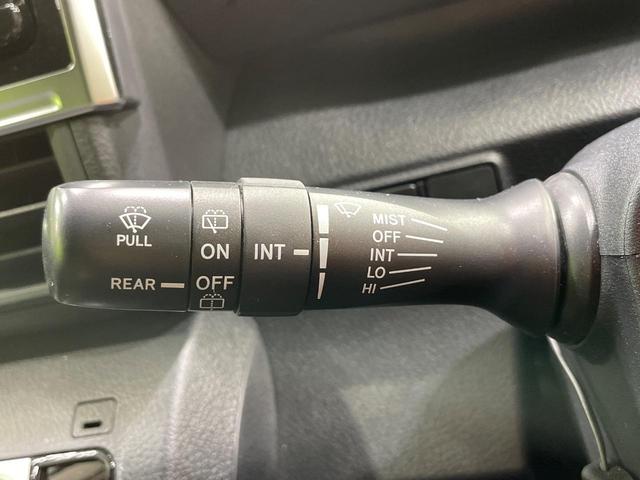 PULL
REAR
ON
OFF
INT
MIST
OFF
INT
LO
HI